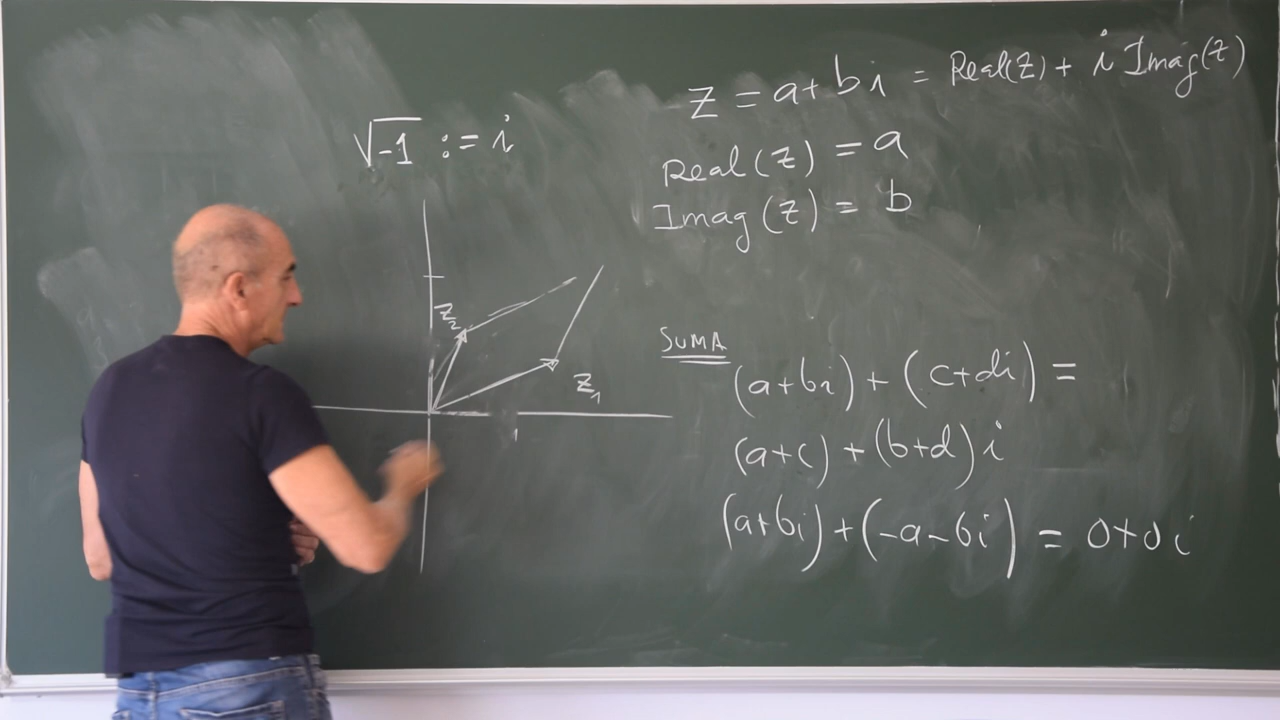 √-1 := i
z = a+bi = Real(z) + i Imag(z)
Real(z) = a
Imag(z) = b
z₂
z₁
SUMA
(a+bi) + (c+di) =
(a+c) + (b+d)i
(a+bi)+(-a-bi) = 0+0i